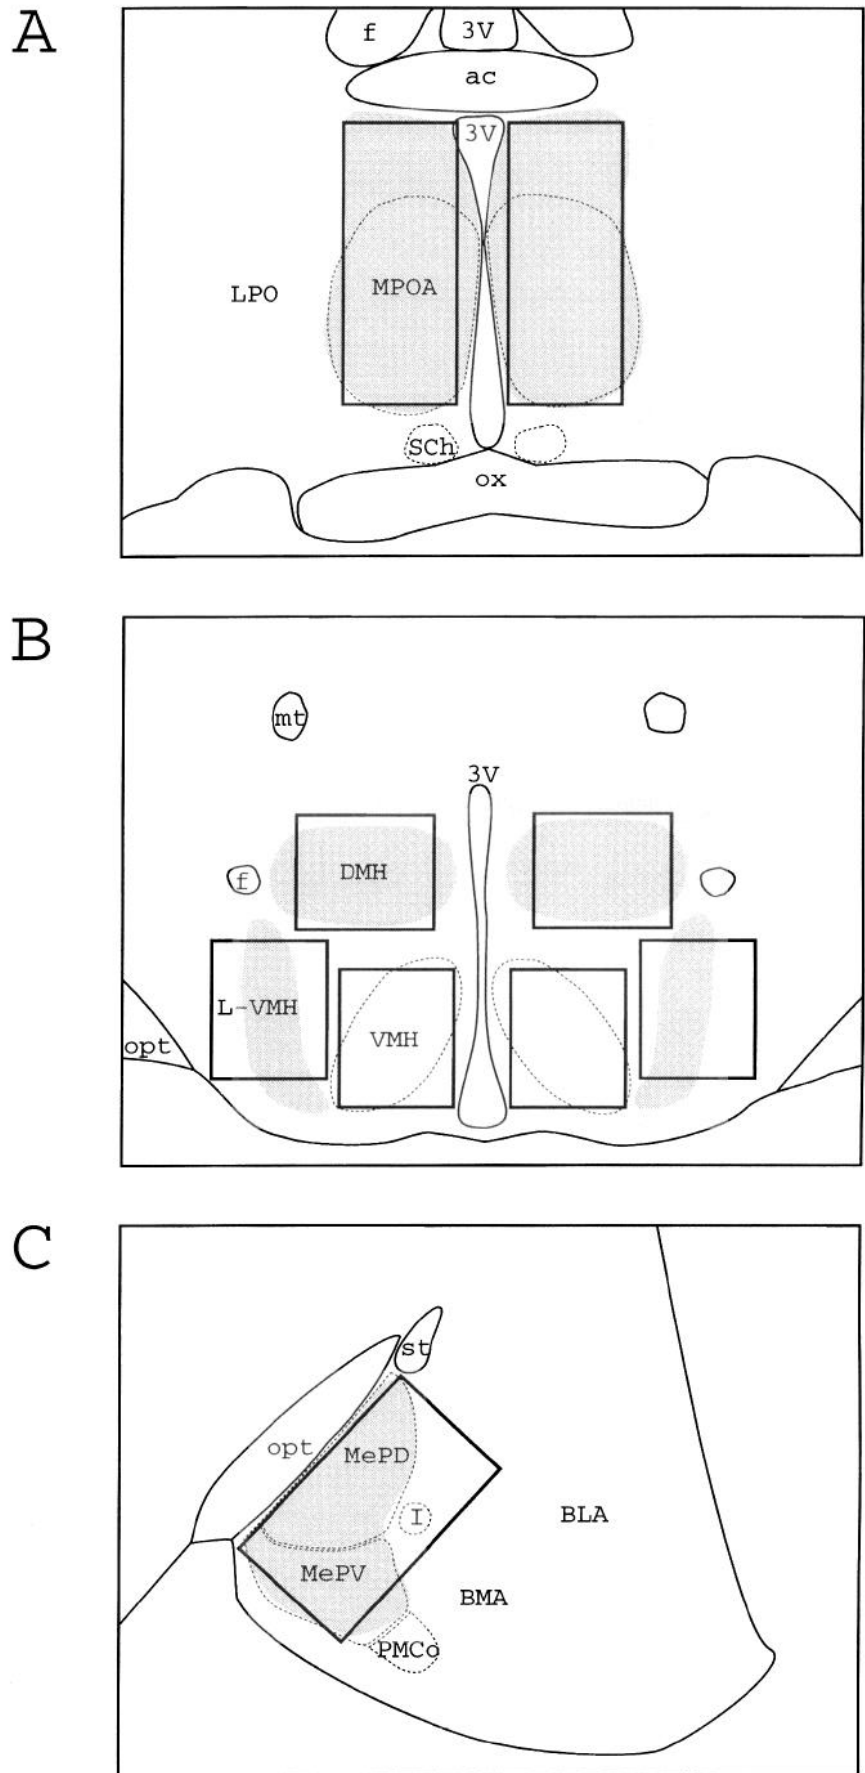 A
f 3V
ac
3V
LPO MPOA
SCh
ox
B
mt
3V
DMH
f
L-VMH
VMH
opt
C
st
opt MePD
I
BLA
MePV
BMA
PMCo